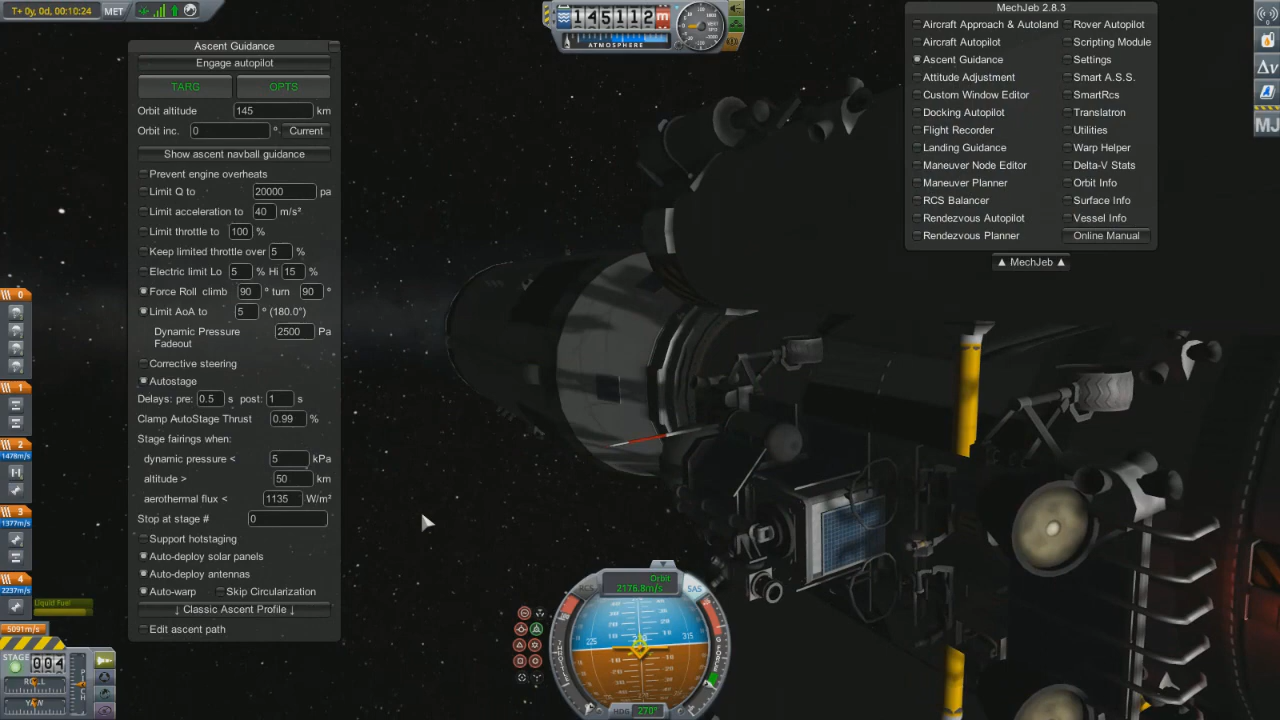 T+ 0y, 0d, 00:10:24 MET
145112 m
ATMOSPHERE
Ascent Guidance
Engage autopilot
TARG OPTS
Orbit altitude 145 km
Orbit inc. 0 º Current
Show ascent navball guidance
Prevent engine overheats
Limit Q to 20000 pa
Limit acceleration to 40 m/s²
Limit throttle to 100 %
Keep limited throttle over 5 %
Electric limit Lo 5 % Hi 15 %
Force Roll climb 90 º turn 90 º
Limit AoA to 5 º (180.0°)
Dynamic Pressure 2500 Pa
Fadeout
Corrective steering
Autostage
Delays: pre: 0.5 s post: 1 s
Clamp AutoStage Thrust 0.99 %
Stage fairings when:
dynamic pressure < 5 kPa
altitude > 50 km
aerothermal flux < 1135 W/m²
Stop at stage # 0
Support hotstaging
Auto-deploy solar panels
Auto-deploy antennas
Auto-warp Skip Circularization
↓ Classic Ascent Profile ↓
Edit ascent path
MechJeb 2.8.3
Aircraft Approach & Autoland Rover Autopilot
Aircraft Autopilot Scripting Module
Ascent Guidance Settings
Attitude Adjustment Smart A.S.S.
Custom Window Editor SmartRcs
Docking Autopilot Translatron
Flight Recorder Utilities
Landing Guidance Warp Helper
Maneuver Node Editor Delta-V Stats
Maneuver Planner Orbit Info
RCS Balancer Surface Info
Rendezvous Autopilot Vessel Info
Rendezvous Planner Online Manual
▲ MechJeb ▲
Δv
MJ
0
1
2
1478m/s
3
1377m/s
4
2237m/s
Liquid Fuel
5091m/s
STAGE 004
ROLL
YAW
PITCH
Orbit
2176.8m/s
RCS SAS
225 315
HDG 270°